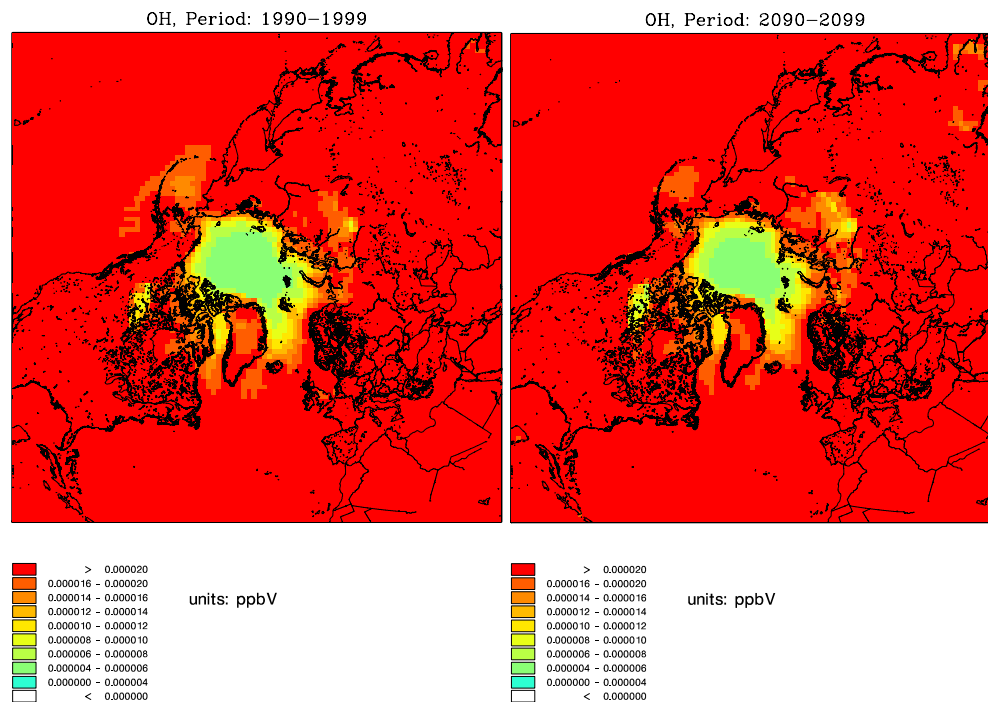 OH, Period: 1990−1999
> 0.000020
0.000016 − 0.000020
0.000014 − 0.000016
0.000012 − 0.000014
0.000010 − 0.000012
0.000008 − 0.000010
0.000006 − 0.000008
0.000004 − 0.000006
0.000000 − 0.000004
< 0.000000
units: ppbV
OH, Period: 2090−2099
> 0.000020
0.000016 − 0.000020
0.000014 − 0.000016
0.000012 − 0.000014
0.000010 − 0.000012
0.000008 − 0.000010
0.000006 − 0.000008
0.000004 − 0.000006
0.000000 − 0.000004
< 0.000000
units: ppbV